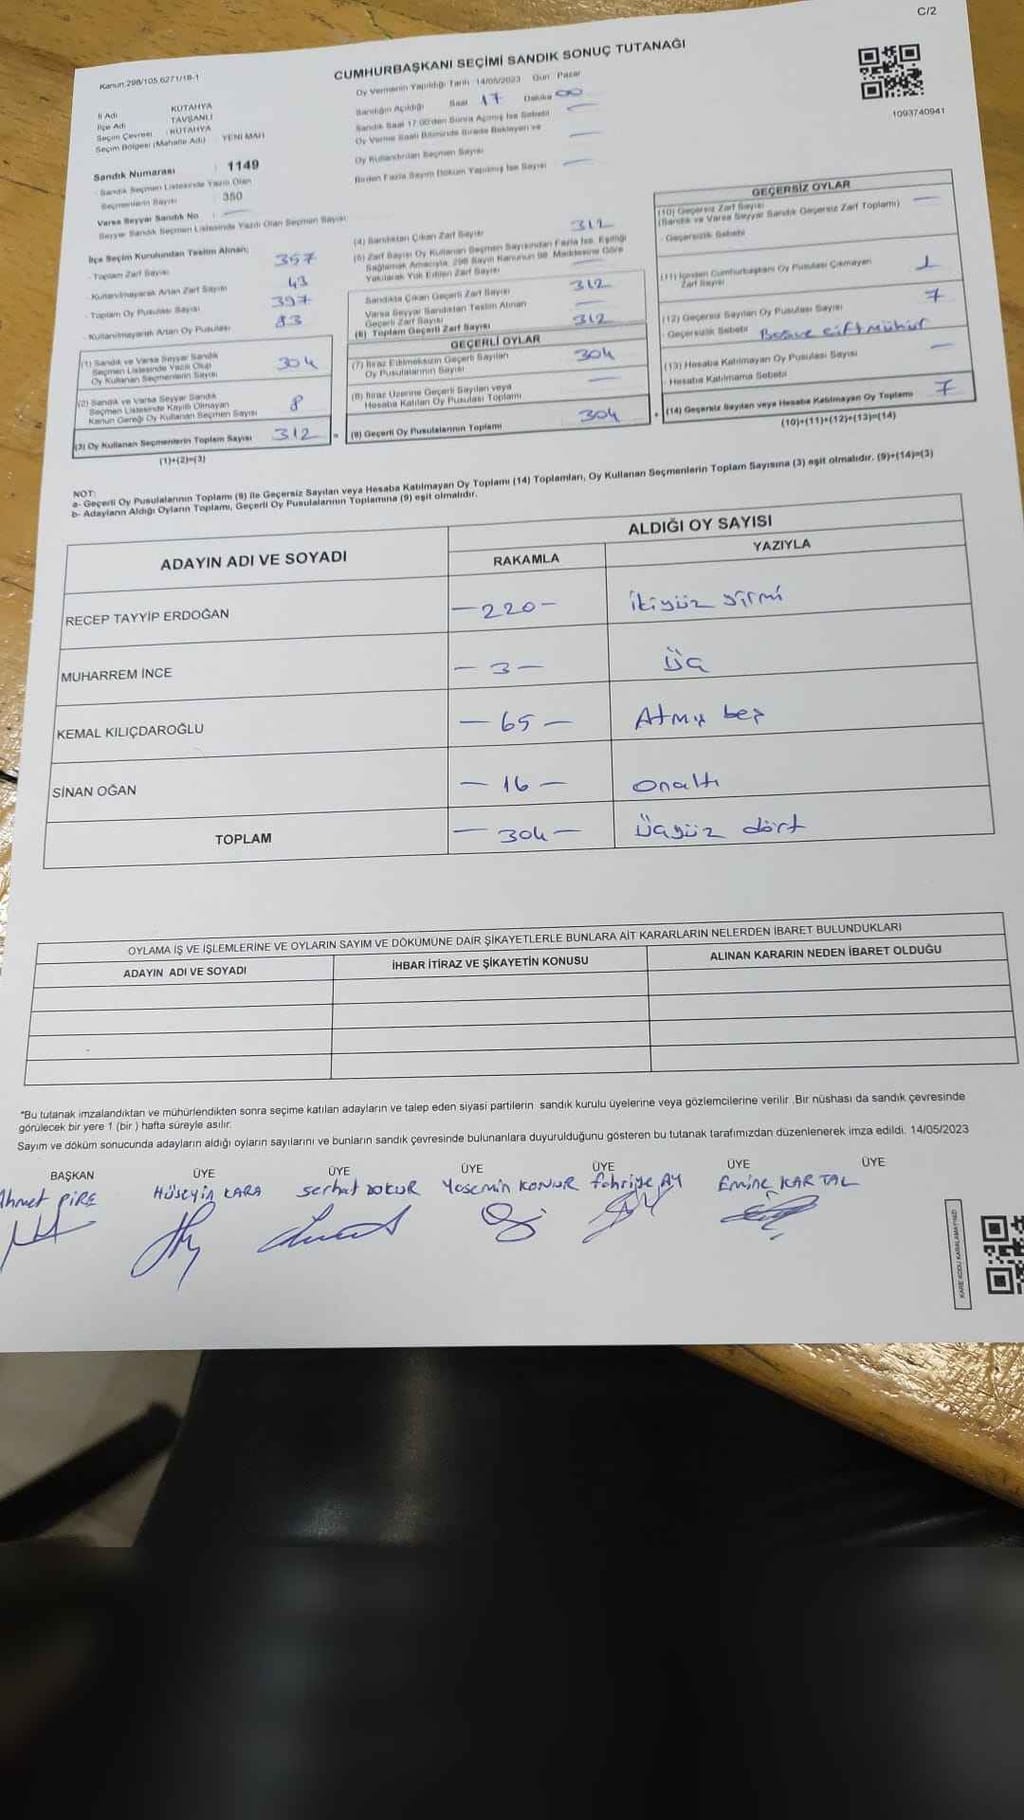 C/2
Kanun:298/105.6271/18-1
CUMHURBAŞKANI SEÇİMİ SANDIK SONUÇ TUTANAĞI
Oy Vermenin Yapıldığı Tarih 14/05/2023 Gün Pazar
Sandığın Açıldığı Saat 17 Dakika 00
Sandık Saat 17:00'den Sonra Açılmış İse Sebebi
Oy Verme Saati Bitiminde Sırada Bekleyen ve
Oy Kullandırılan Seçmen Sayısı
Birden Fazla Sayım Döküm Yapılmış İse Sayısı
1093740941
İl Adı KÜTAHYA
İlçe Adı TAVŞANLI
Seçim Çevresi : KÜTAHYA
Seçim Bölgesi (Mahalle Adı) YENİ MAH
Sandık Numarası : 1149
- Sandık Seçmen Listesinde Yazılı Olan
Seçmenlerin Sayısı 350
Varsa Seyyar Sandık No
Seyyar Sandık Seçmen Listesinde Yazılı Olan Seçmen Sayısı
İlçe Seçim Kurulundan Teslim Alınan;
- Toplam Zarf Sayısı 357
- Kullanılmayarak Artan Zarf Sayısı 43
- Toplam Oy Pusulası Sayısı 397
- Kullanılmayarak Artan Oy Pusulası 83
(1) Sandık ve Varsa Seyyar Sandık
Seçmen Listesinde Yazılı Olup
Oy Kullanan Seçmenlerin Sayısı 304
(2) Sandık ve Varsa Seyyar Sandık
Seçmen Listesinde Kayıtlı Olmayan
Kanun Gereği Oy Kullanan Seçmen Sayısı 8
(3) Oy Kullanan Seçmenlerin Toplam Sayısı 312 =
(1)+(2)=(3)
(4) Sandıktan Çıkan Zarf Sayısı 312
(5) Zarf Sayısı Oy Kullanan Seçmen Sayısından Fazla İse, Eşitliği
Sağlamak Amacıyla, 298 Sayılı Kanunun 98. Maddesine Göre
Yakılarak Yok Edilen Zarf Sayısı
Sandıkta Çıkan Geçerli Zarf Sayısı 312
Varsa Seyyar Sandıktan Teslim Alınan
Geçerli Zarf Sayısı
(6) Toplam Geçerli Zarf Sayısı 312
GEÇERLİ OYLAR
(7) İtiraz Edilmeksizin Geçerli Sayılan
Oy Pusulalarının Sayısı 304
(8) İtiraz Üzerine Geçerli Sayılan veya
Hesaba Katılan Oy Pusulası Toplamı
(9) Geçerli Oy Pusulalarının Toplamı 304 +
GEÇERSİZ OYLAR
(10) Geçersiz Zarf Sayısı
(Sandık ve Varsa Seyyar Sandık Geçersiz Zarf Toplamı)
- Geçersizlik Sebebi
(11) İçinden Cumhurbaşkanı Oy Pusulası Çıkmayan
Zarf Sayısı 1
(12) Geçersiz Sayılan Oy Pusulası Sayısı 7
- Geçersizlik Sebebi Boş ve çift mühür
(13) Hesaba Katılmayan Oy Pusulası Sayısı
- Hesaba Katılmama Sebebi
(14) Geçersiz Sayılan veya Hesaba Katılmayan Oy Toplamı 7
(10)+(11)+(12)+(13)=(14)
NOT:
a- Geçerli Oy Pusulalarının Toplamı (9) ile Geçersiz Sayılan veya Hesaba Katılmayan Oy Toplamı (14) Toplamları, Oy Kullanan Seçmenlerin Toplam Sayısına (3) eşit olmalıdır. (9)+(14)=(3)
b- Adayların Aldığı Oyların Toplamı, Geçerli Oy Pusulalarının Toplamına (9) eşit olmalıdır.
ADAYIN ADI VE SOYADI
ALDIĞI OY SAYISI
RAKAMLA YAZIYLA
RECEP TAYYİP ERDOĞAN - 220 - ikiyüz yirmi
MUHARREM İNCE - 3 - üç
KEMAL KILIÇDAROĞLU - 65 - Atmış beş
SİNAN OĞAN - 16 - onaltı
TOPLAM - 304 - üçyüz dört
OYLAMA İŞ VE İŞLEMLERİNE VE OYLARIN SAYIM VE DÖKÜMÜNE DAİR ŞİKAYETLERLE BUNLARA AİT KARARLARIN NELERDEN İBARET BULUNDUKLARI
ADAYIN ADI VE SOYADI İHBAR İTİRAZ VE ŞİKAYETİN KONUSU ALINAN KARARIN NEDEN İBARET OLDUĞU
*Bu tutanak imzalandıktan ve mühürlendikten sonra seçime katılan adayların ve talep eden siyasi partilerin sandık kurulu üyelerine veya gözlemcilerine verilir .Bir nüshası da sandık çevresinde
görülecek bir yere 1 (bir ) hafta süreyle asılır.
Sayım ve döküm sonucunda adayların aldığı oyların sayılarını ve bunların sandık çevresinde bulunanlara duyurulduğunu gösteren bu tutanak tarafımızdan düzenlenerek imza edildi. 14/05/2023
BAŞKAN ÜYE ÜYE ÜYE ÜYE ÜYE ÜYE
Ahmet PİRE Hüseyin KARA Serhat DOKUR Yasemin KONUR Fahriye AY Emine KARTAL
KARE KODU KARALAMAYINIZ!